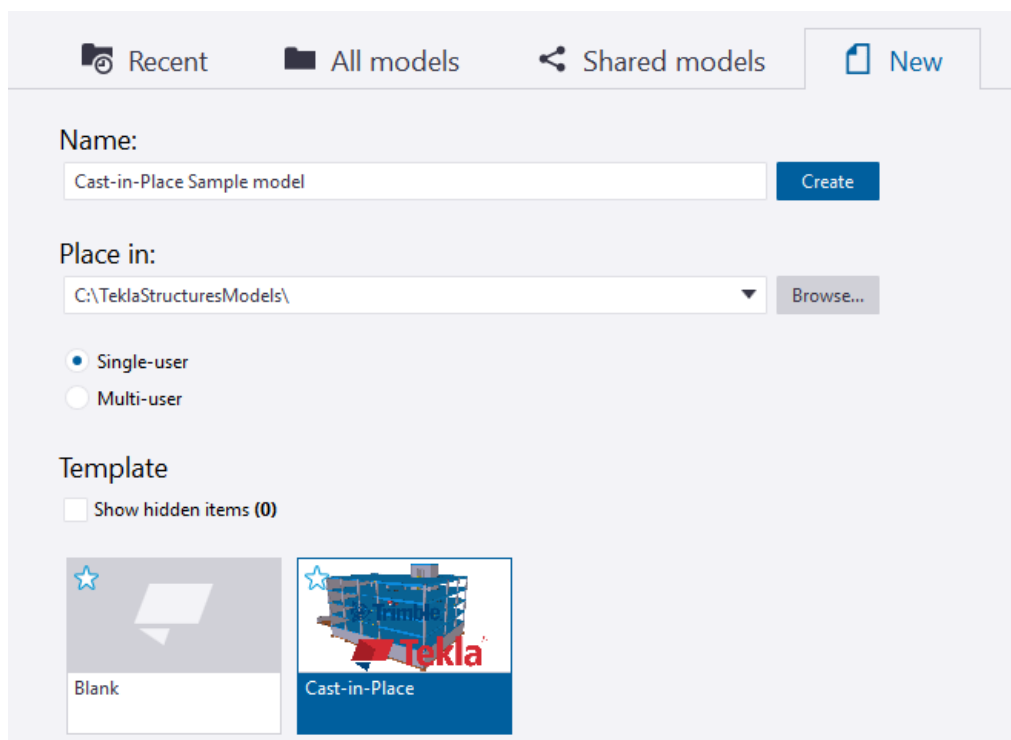 Recent All models Shared models New
Name:
Cast-in-Place Sample model Create
Place in:
C:\TeklaStructuresModels\ Browse...
Single-user
Multi-user
Template
Show hidden items (0)
Trimble
Tekla
Blank Cast-in-Place